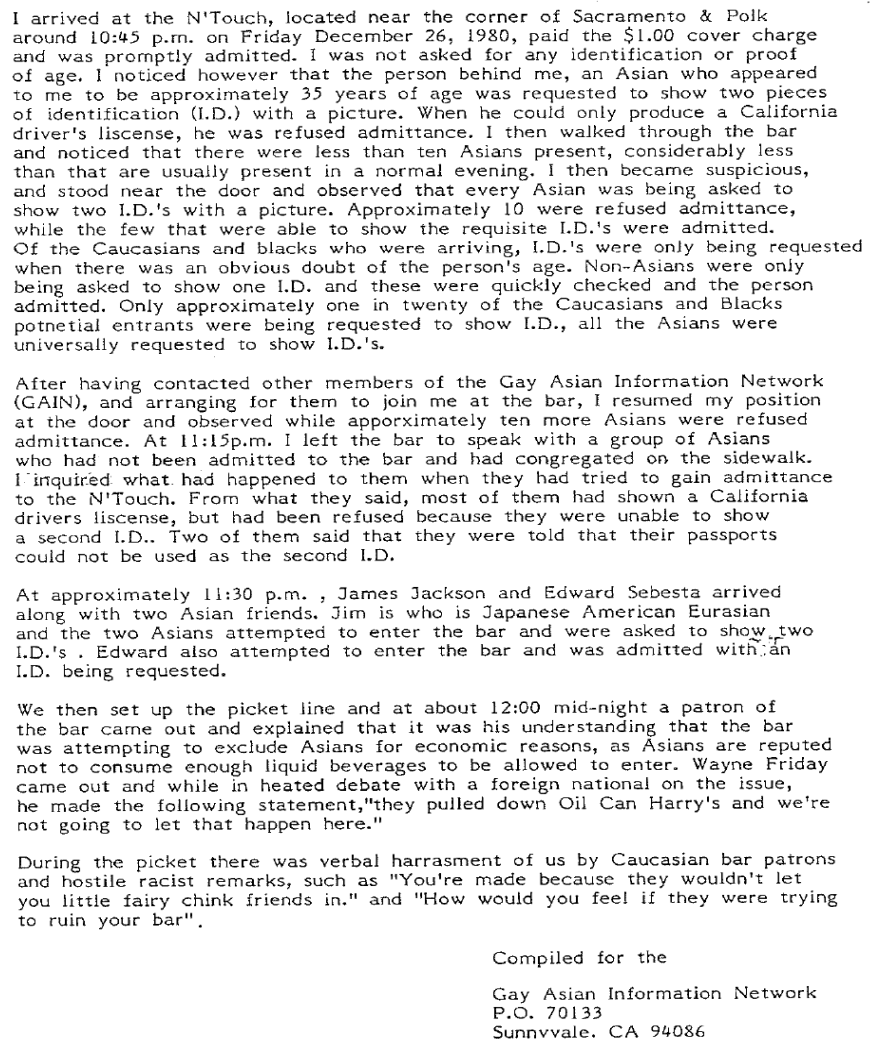 I arrived at the N'Touch, located near the corner of Sacramento & Polk
around 10:45 p.m. on Friday December 26, 1980, paid the $1.00 cover charge
and was promptly admitted. I was not asked for any identification or proof
of age. I noticed however that the person behind me, an Asian who appeared
to me to be approximately 35 years of age was requested to show two pieces
of identification (I.D.) with a picture. When he could only produce a California
driver's liscense, he was refused admittance. I then walked through the bar
and noticed that there were less than ten Asians present, considerably less
than that are usually present in a normal evening. I then became suspicious,
and stood near the door and observed that every Asian was being asked to
show two I.D.'s with a picture. Approximately 10 were refused admittance,
while the few that were able to show the requisite I.D.'s were admitted.
Of the Caucasians and blacks who were arriving, I.D.'s were only being requested
when there was an obvious doubt of the person's age. Non-Asians were only
being asked to show one I.D. and these were quickly checked and the person
admitted. Only approximately one in twenty of the Caucasians and Blacks
potnetial entrants were being requested to show I.D., all the Asians were
universally requested to show I.D.'s.

After having contacted other members of the Gay Asian Information Network
(GAIN), and arranging for them to join me at the bar, I resumed my position
at the door and observed while apporximately ten more Asians were refused
admittance. At 11:15p.m. I left the bar to speak with a group of Asians
who had not been admitted to the bar and had congregated on the sidewalk.
I inquired what had happened to them when they had tried to gain admittance
to the N'Touch. From what they said, most of them had shown a California
drivers liscense, but had been refused because they were unable to show
a second I.D.. Two of them said that they were told that their passports
could not be used as the second I.D.

At approximately 11:30 p.m. , James Jackson and Edward Sebesta arrived
along with two Asian friends. Jim is who is Japanese American Eurasian
and the two Asians attempted to enter the bar and were asked to show two
I.D.'s . Edward also attempted to enter the bar and was admitted with an
I.D. being requested.

We then set up the picket line and at about 12:00 mid-night a patron of
the bar came out and explained that it was his understanding that the bar
was attempting to exclude Asians for economic reasons, as Asians are reputed
not to consume enough liquid beverages to be allowed to enter. Wayne Friday
came out and while in heated debate with a foreign national on the issue,
he made the following statement,"they pulled down Oil Can Harry's and we're
not going to let that happen here."

During the picket there was verbal harrasment of us by Caucasian bar patrons
and hostile racist remarks, such as "You're made because they wouldn't let
you little fairy chink friends in." and "How would you feel if they were trying
to ruin your bar".

Compiled for the

Gay Asian Information Network
P.O. 70133
Sunnyvale, CA 94086